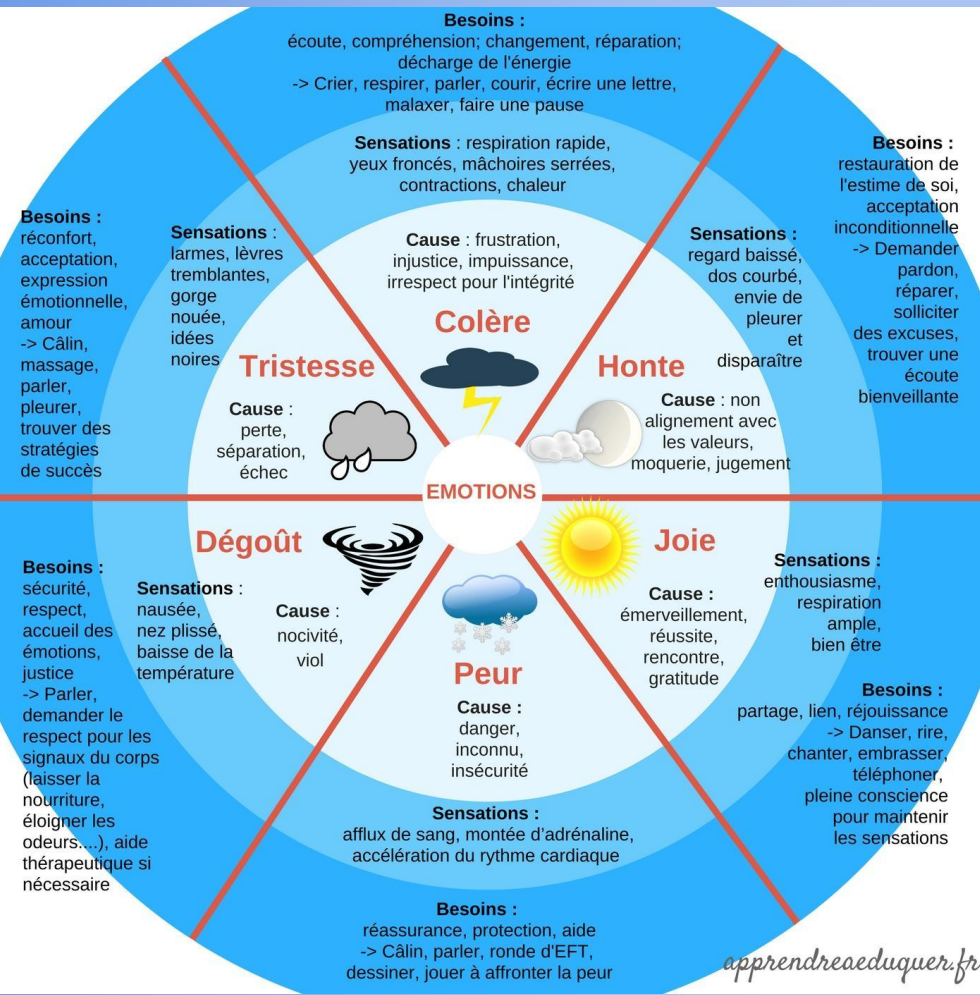 Besoins :
écoute, compréhension; changement, réparation;
décharge de l'énergie
-> Crier, respirer, parler, courir, écrire une lettre,
malaxer, faire une pause
Sensations : respiration rapide,
yeux froncés, mâchoires serrées,
contractions, chaleur
Cause : frustration,
injustice, impuissance,
irrespect pour l'intégrité
Colère
Besoins :
restauration de
l'estime de soi,
acceptation
inconditionnelle
-> Demander
pardon,
réparer,
solliciter
des excuses,
trouver une
écoute
bienveillante
Sensations :
regard baissé,
dos courbé,
envie de
pleurer
et
disparaître
Honte
Cause : non
alignement avec
les valeurs,
moquerie, jugement
Besoins :
réconfort,
acceptation,
expression
émotionnelle,
amour
-> Câlin,
massage,
parler,
pleurer,
trouver des
stratégies
de succès
Sensations :
larmes, lèvres
tremblantes,
gorge
nouée,
idées
noires
Tristesse
Cause :
perte,
séparation,
échec
EMOTIONS
Dégoût
Cause :
nocivité,
viol
Sensations :
nausée,
nez plissé,
baisse de la
température
Besoins :
sécurité,
respect,
accueil des
émotions,
justice
-> Parler,
demander le
respect pour les
signaux du corps
(laisser la
nourriture,
éloigner les
odeurs....), aide
thérapeutique si
nécessaire
Joie
Cause :
émerveillement,
réussite,
rencontre,
gratitude
Sensations :
enthousiasme,
respiration
ample,
bien être
Besoins :
partage, lien, réjouissance
-> Danser, rire,
chanter, embrasser,
téléphoner,
pleine conscience
pour maintenir
les sensations
Peur
Cause :
danger,
inconnu,
insécurité
Sensations :
afflux de sang, montée d'adrénaline,
accélération du rythme cardiaque
Besoins :
réassurance, protection, aide
-> Câlin, parler, ronde d'EFT,
dessiner, jouer à affronter la peur
apprendreaeduquer.fr